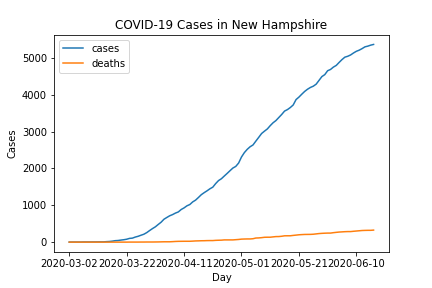 COVID-19 Cases in New Hampshire
cases
deaths
5000
4000
3000
2000
1000
0
Cases
2020-03-02 2020-03-22 2020-04-11 2020-05-01 2020-05-21 2020-06-10
Day